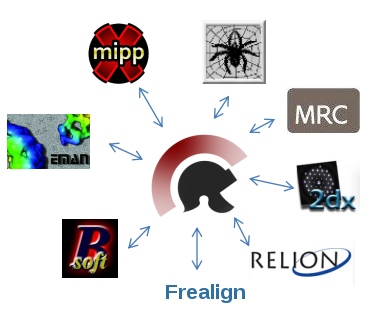 mipp
MRC
EMAN
2dx
B
soft
RELION
Frealign